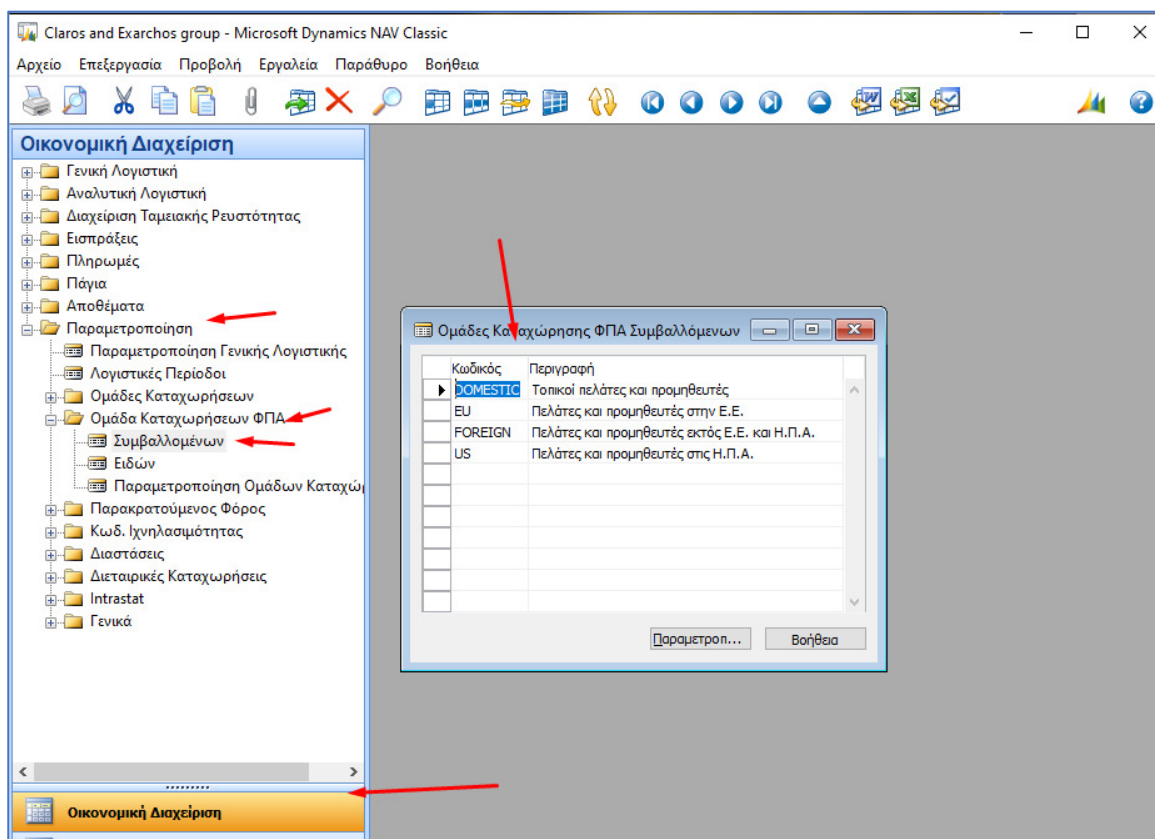 Claros and Exarchos group - Microsoft Dynamics NAV Classic
Αρχείο Επεξεργασία Προβολή Εργαλεία Παράθυρο Βοήθεια
Οικονομική Διαχείριση
Γενική Λογιστική
Αναλυτική Λογιστική
Διαχείριση Ταμειακής Ρευστότητας
Εισπράξεις
Πληρωμές
Πάγια
Αποθέματα
Παραμετροποίηση
Παραμετροποίηση Γενικής Λογιστικής
Λογιστικές Περίοδοι
Ομάδες Καταχωρήσεων
Ομάδα Καταχωρήσεων ΦΠΑ
Συμβαλλομένων
Ειδών
Παραμετροποίηση Ομάδων Καταχώρ
Παρακρατούμενος Φόρος
Κωδ. Ιχνηλασιμότητας
Διαστάσεις
Διεταιρικές Καταχωρήσεις
Intrastat
Γενικά
Οικονομική Διαχείριση
Ομάδες Καταχώρησης ΦΠΑ Συμβαλλόμενων
Κωδικός Περιγραφή
DOMESTIC Τοπικοί πελάτες και προμηθευτές
EU Πελάτες και προμηθευτές στην Ε.Ε.
FOREIGN Πελάτες και προμηθευτές εκτός Ε.Ε. και Η.Π.Α.
US Πελάτες και προμηθευτές στις Η.Π.Α.
Παραμετροπ... Βοήθεια